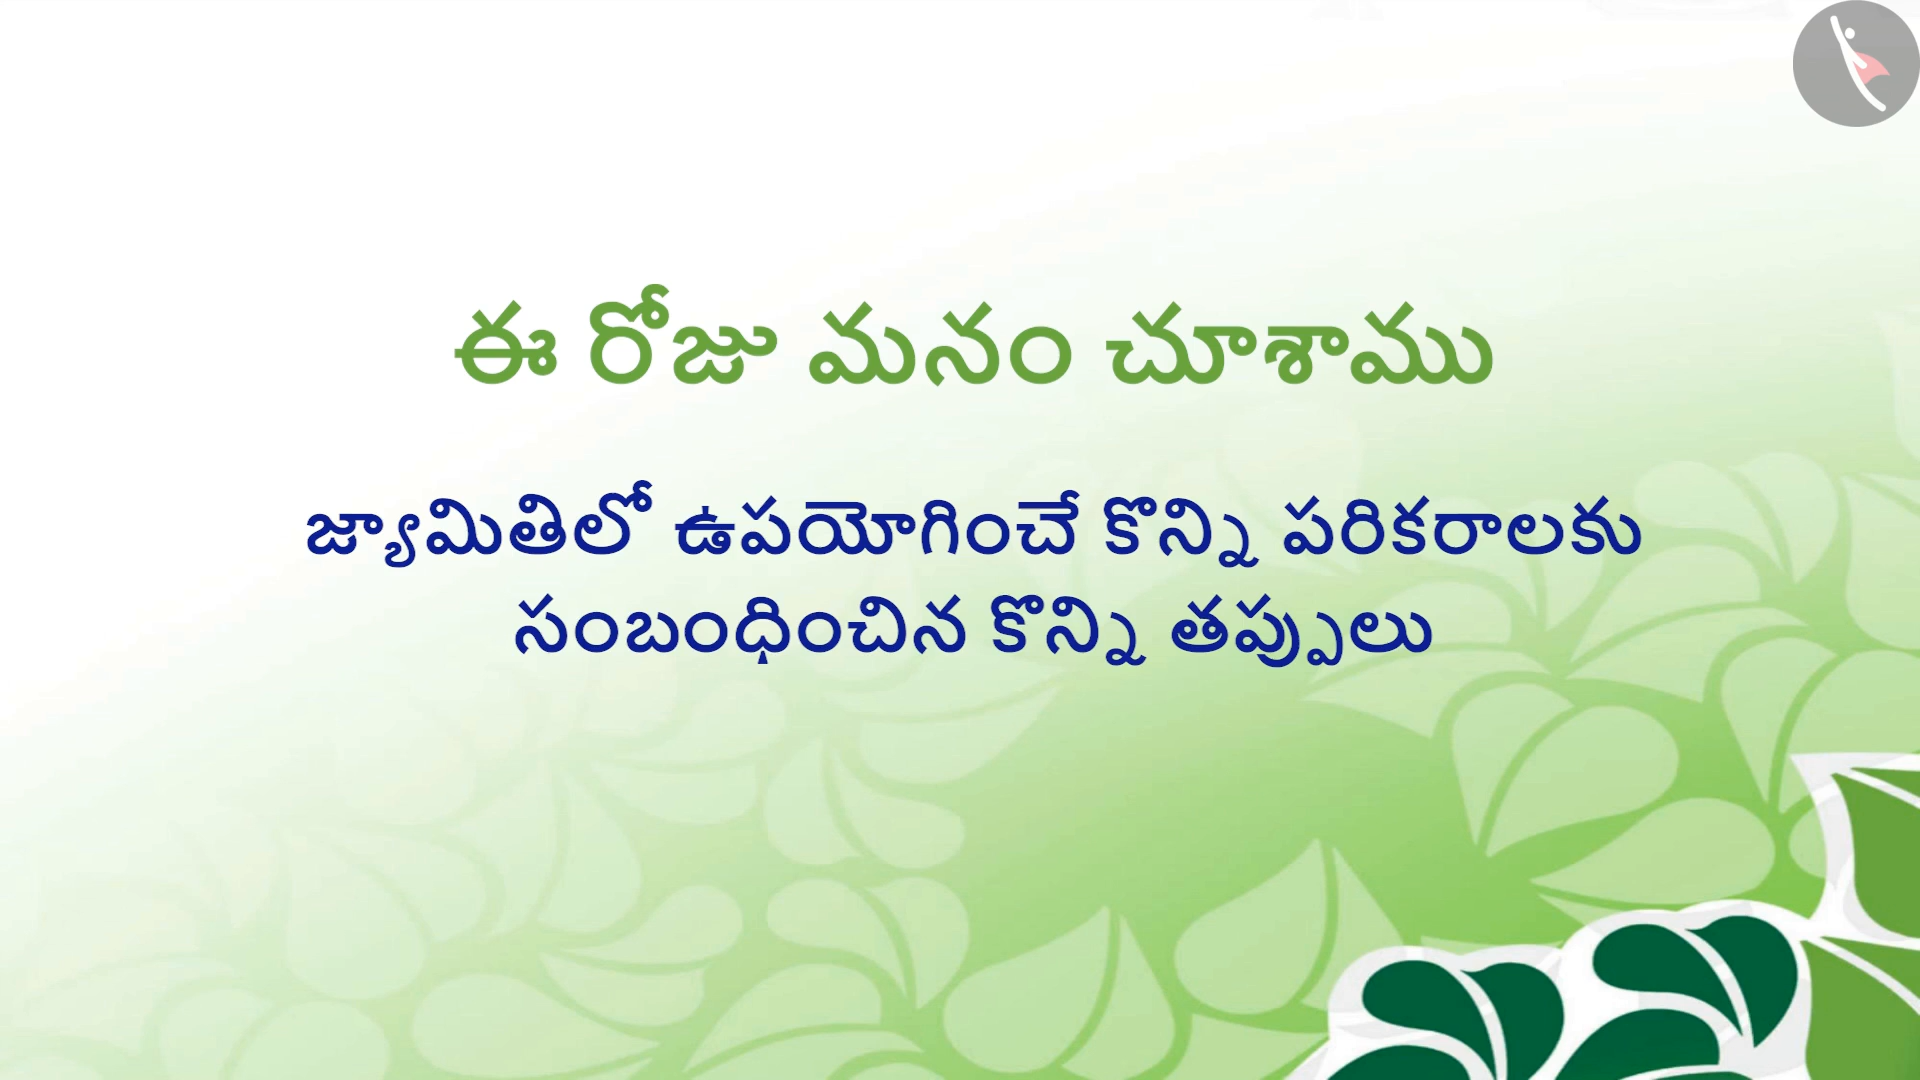 ఈ రోజు మనం చూశాము
జ్యామితిలో ఉపయోగించే కొన్ని పరికరాలకు
సంబంధించిన కొన్ని తప్పులు